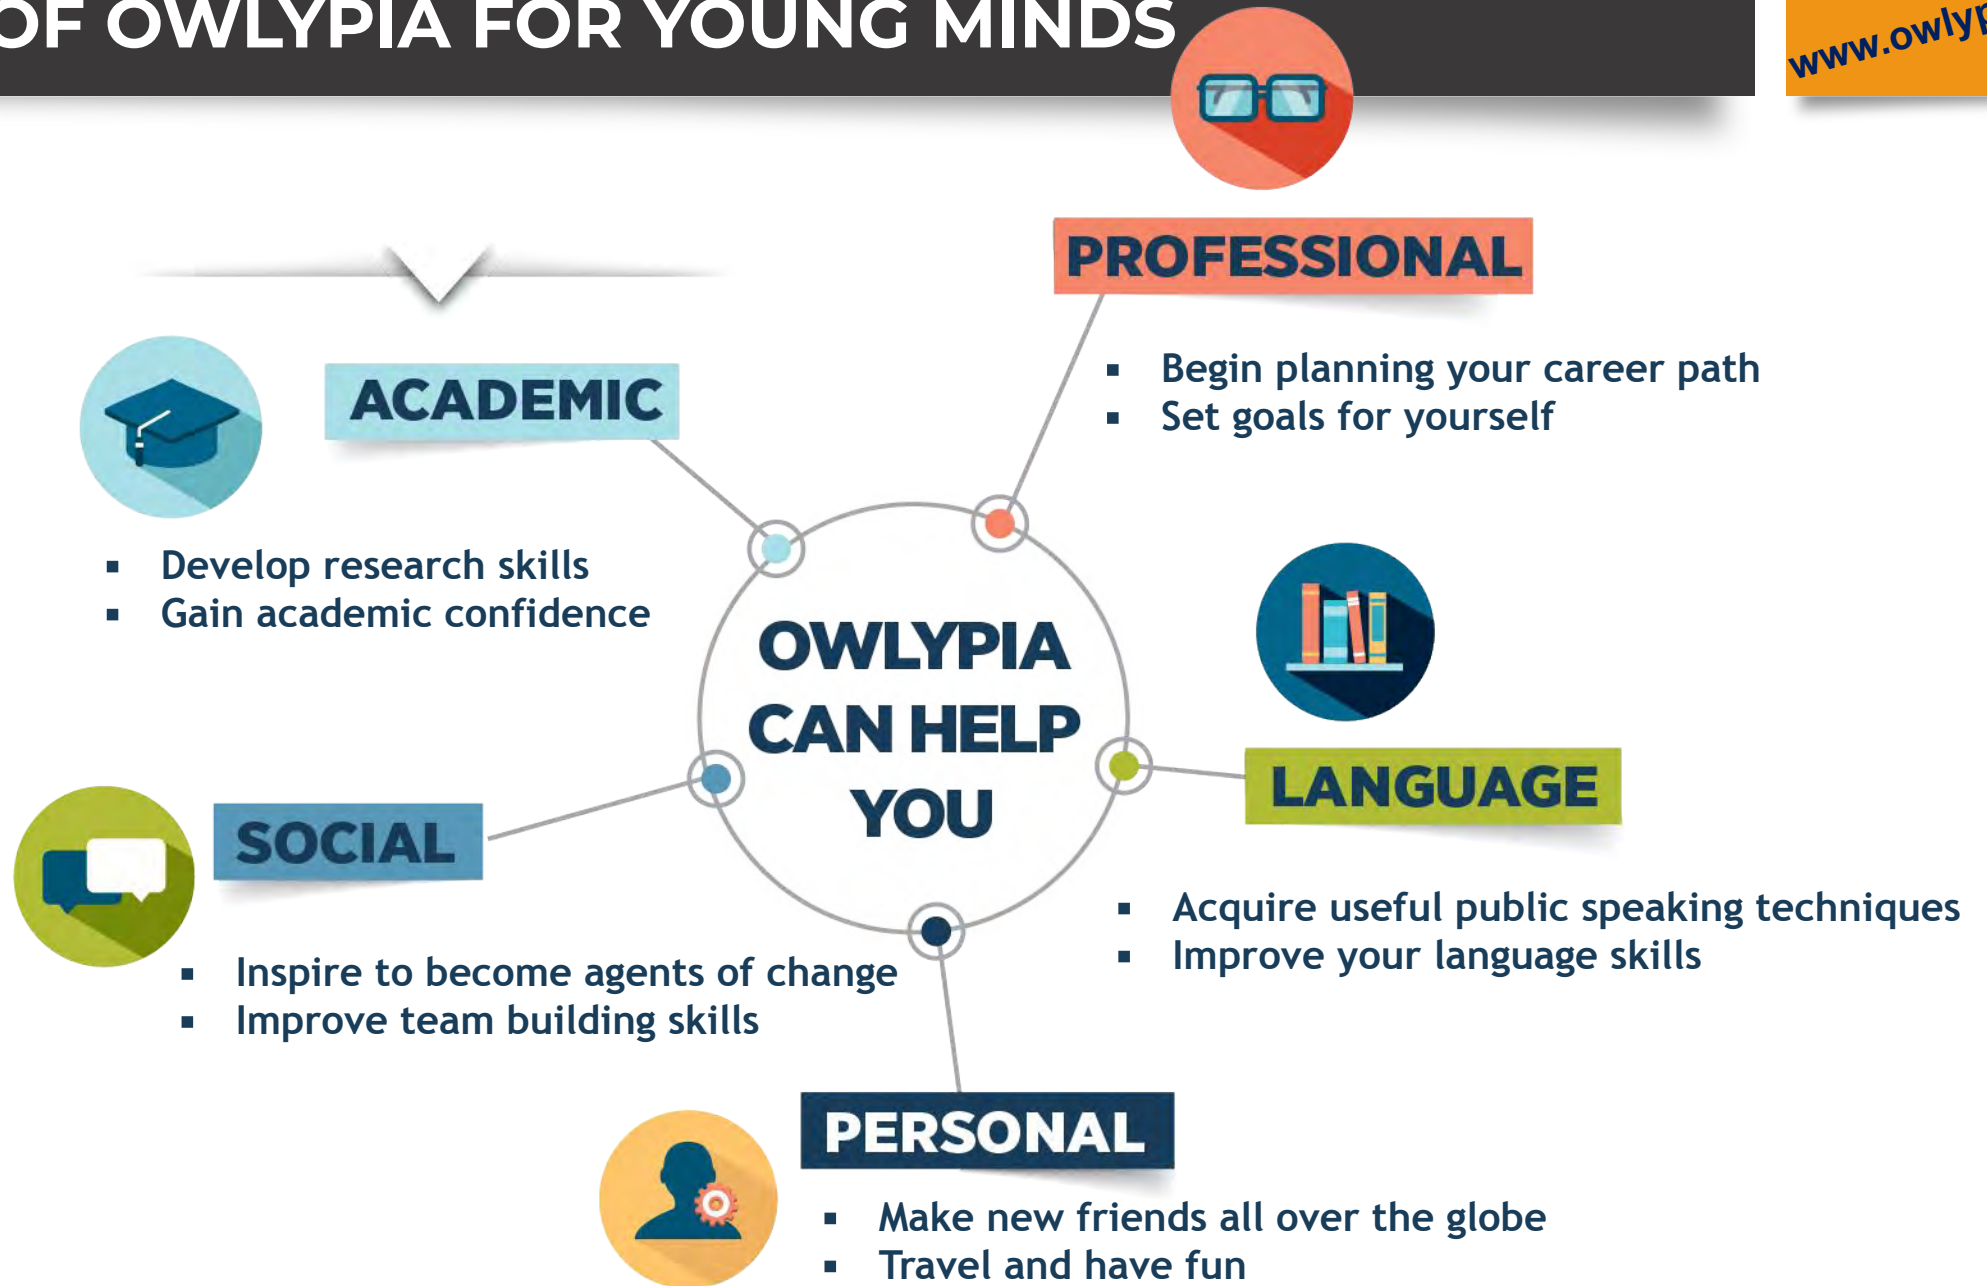 OF OWLYPIA FOR YOUNG MINDS
www.owlyp
PROFESSIONAL
▪ Begin planning your career path
▪ Set goals for yourself
ACADEMIC
▪ Develop research skills
▪ Gain academic confidence
OWLYPIA
CAN HELP
YOU
LANGUAGE
▪ Acquire useful public speaking techniques
▪ Improve your language skills
SOCIAL
▪ Inspire to become agents of change
▪ Improve team building skills
PERSONAL
▪ Make new friends all over the globe
▪ Travel and have fun